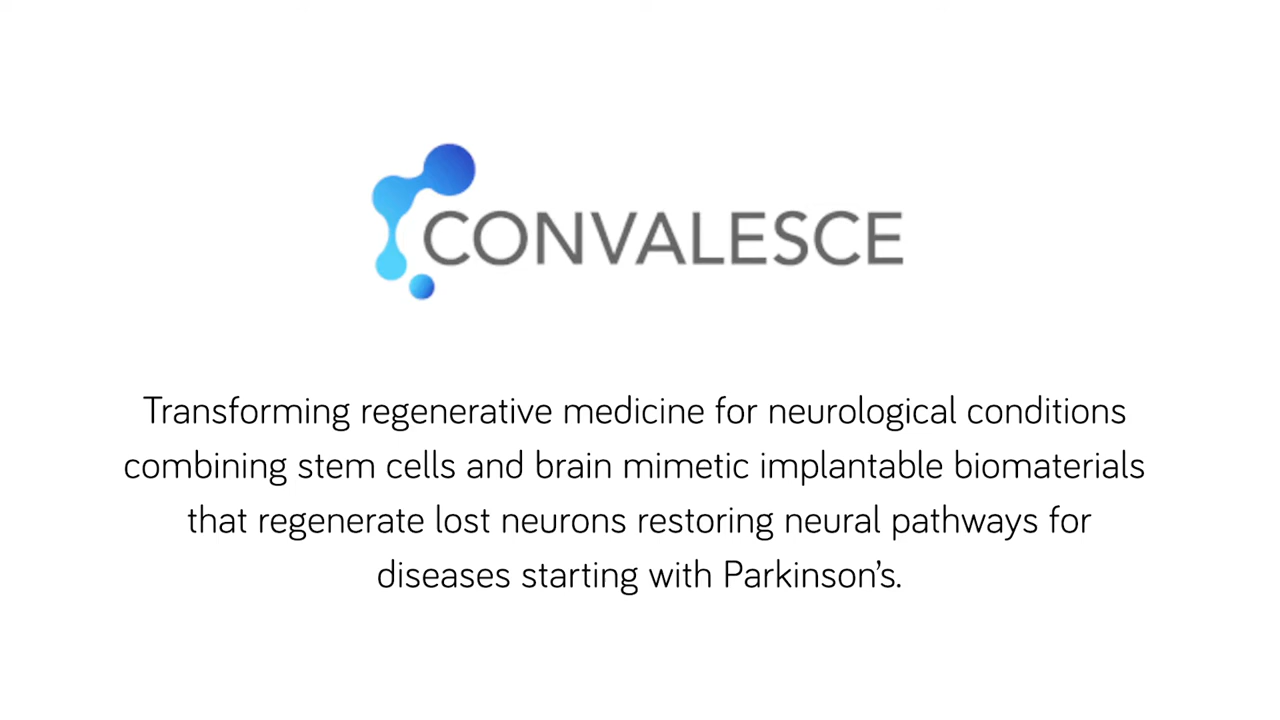 CONVALESCE
Transforming regenerative medicine for neurological conditions
combining stem cells and brain mimetic implantable biomaterials
that regenerate lost neurons restoring neural pathways for
diseases starting with Parkinson’s.